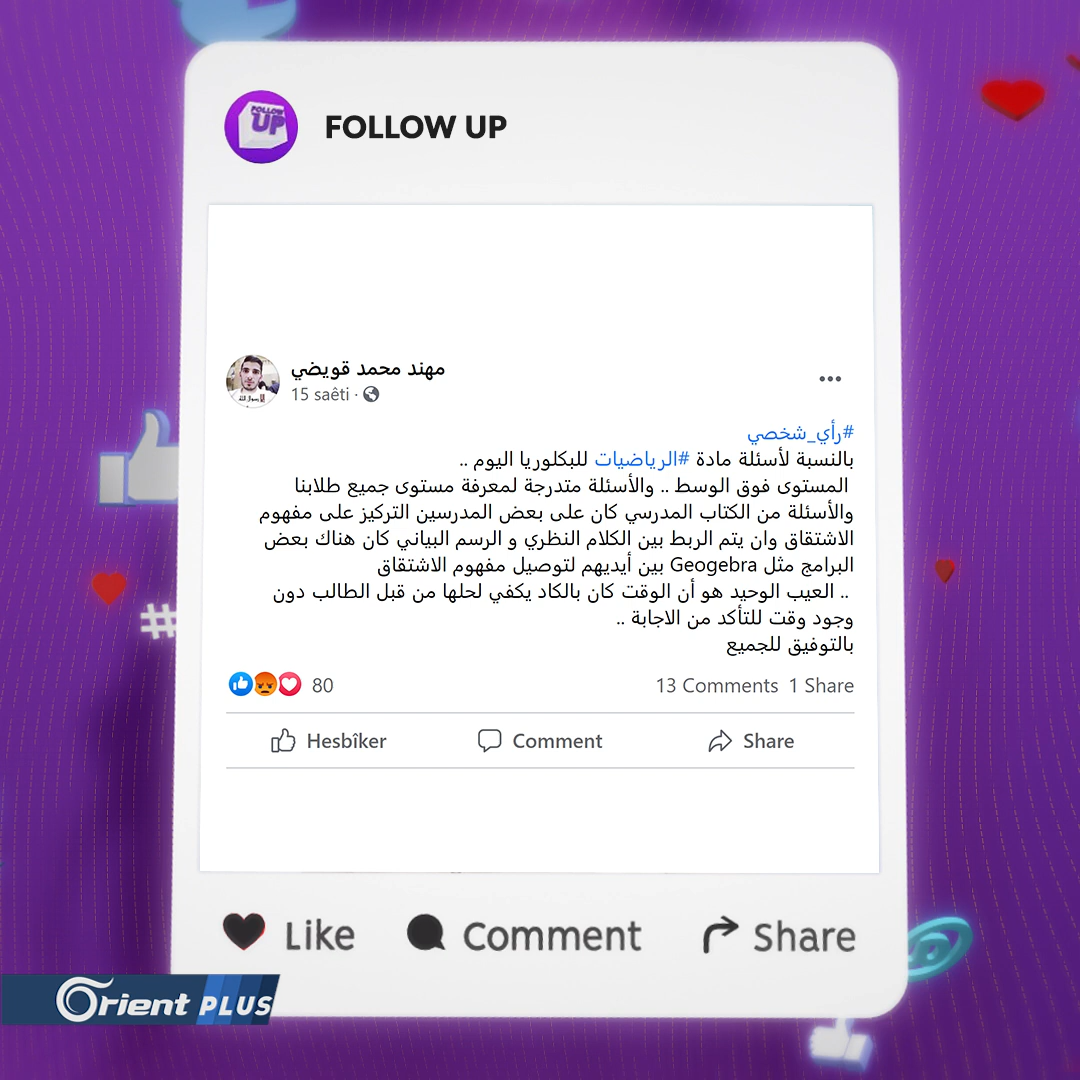 FOLLOW UP
FOLLOW UP
مهند محمد قويضي
15 saêti ·
#رأي_شخصي
بالنسبة لأسئلة مادة #الرياضيات للبكلوريا اليوم ..
المستوى فوق الوسط .. والأسئلة متدرجة لمعرفة مستوى جميع طلابنا
والأسئلة من الكتاب المدرسي كان على بعض المدرسين التركيز على مفهوم
الاشتقاق وان يتم الربط بين الكلام النظري و الرسم البياني كان هناك بعض
البرامج مثل Geogebra بين أيديهم لتوصيل مفهوم الاشتقاق
.. العيب الوحيد هو أن الوقت كان بالكاد يكفي لحلها من قبل الطالب دون
وجود وقت للتأكد من الاجابة ..
بالتوفيق للجميع
80 13 Comments 1 Share
Hesbîker Comment Share
Like Comment Share
#
Orient PLUS